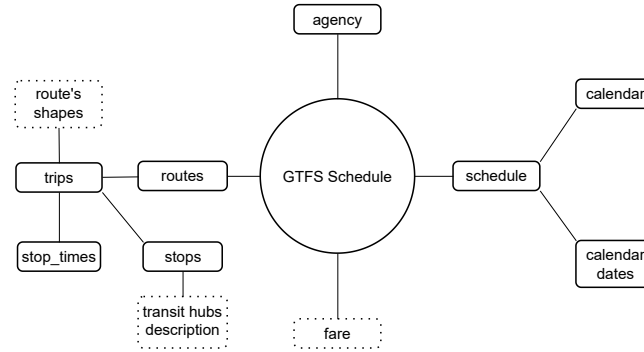 agency
route's
shapes
calendar
trips
routes
GTFS Schedule
schedule
stop_times
stops
calendar
dates
transit hubs
description
fare